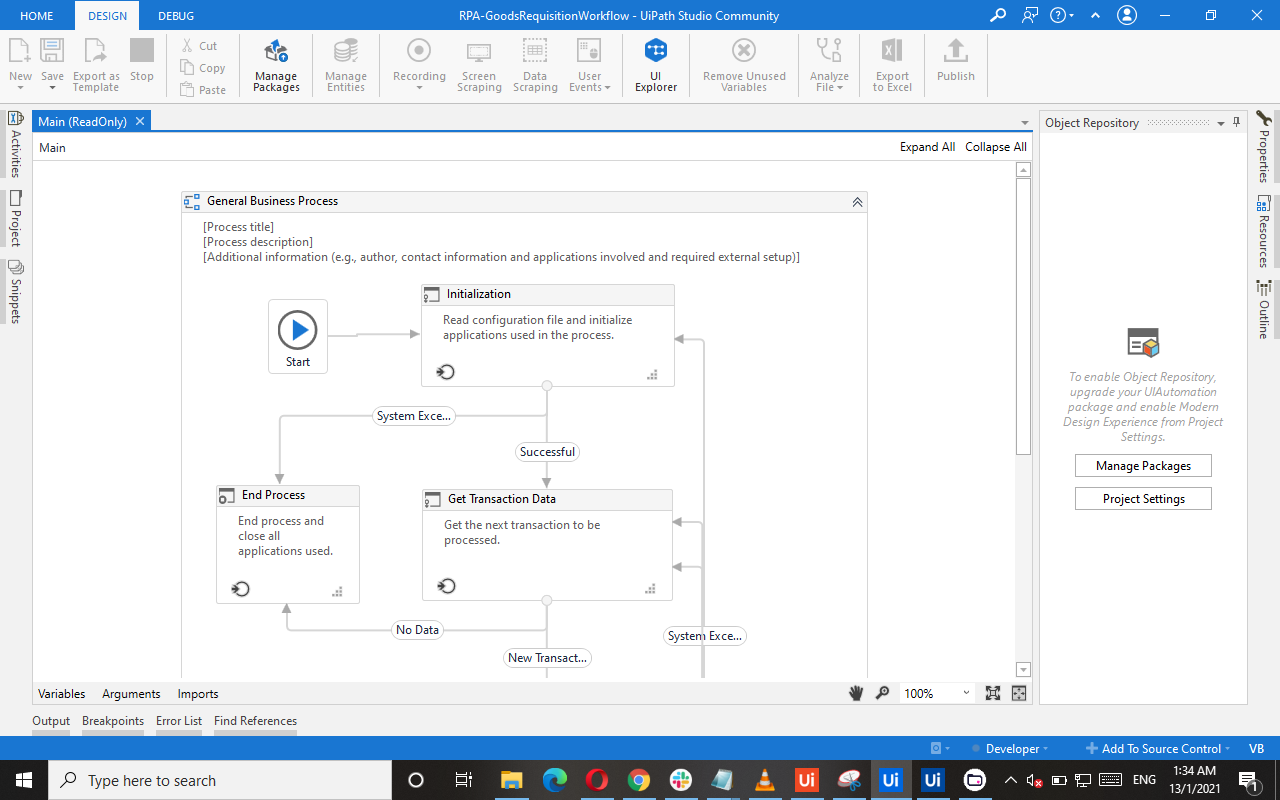 HOME DESIGN DEBUG RPA-GoodsRequisitionWorkflow - UiPath Studio Community
New Save Export as Template Stop
Cut
Copy
Paste
Manage Packages
Manage Entities
Recording
Screen Scraping
Data Scraping
User Events
UI Explorer
Remove Unused Variables
Analyze File
Export to Excel
Publish
Main (ReadOnly)
Main Expand All Collapse All
Activities
Project
Snippets
General Business Process
[Process title]
[Process description]
[Additional information (e.g., author, contact information and applications involved and required external setup)]
Start
Initialization
Read configuration file and initialize
applications used in the process.
System Exce...
Successful
End Process
End process and
close all
applications used.
Get Transaction Data
Get the next transaction to be
processed.
No Data
System Exce...
New Transact...
Object Repository
To enable Object Repository,
upgrade your UIAutomation
package and enable Modern
Design Experience from Project
Settings.
Manage Packages
Project Settings
Properties
Resources
Outline
Variables Arguments Imports 100%
Output Breakpoints Error List Find References
Developer Add To Source Control VB
Type here to search
Ui
Ui
Ui
ENG
1:34 AM
13/1/2021
1